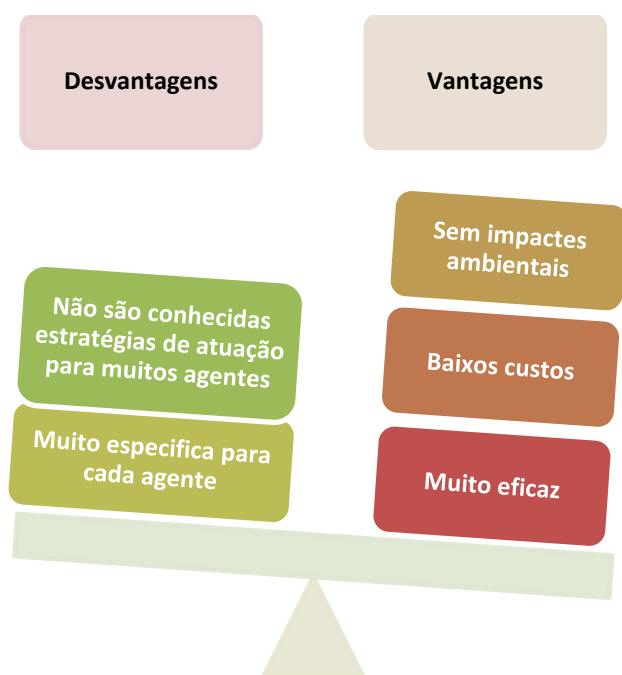 Desvantagens
Vantagens
Não são conhecidas
estratégias de atuação
para muitos agentes
Muito especifica para
cada agente
Sem impactes
ambientais
Baixos custos
Muito eficaz